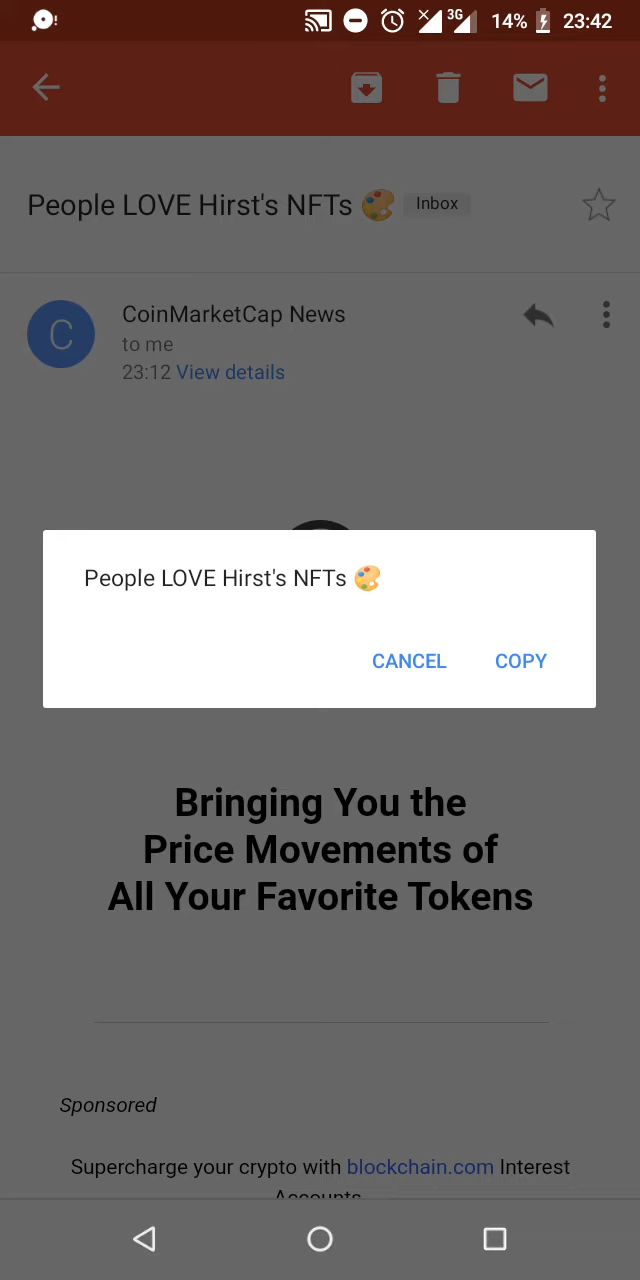 3G 14% 23:42
People LOVE Hirst's NFTs 🎨 Inbox
C
CoinMarketCap News
to me
23:12 View details
People LOVE Hirst's NFTs 🎨
CANCEL COPY
Bringing You the
Price Movements of
All Your Favorite Tokens
Sponsored
Supercharge your crypto with blockchain.com Interest
Accounts